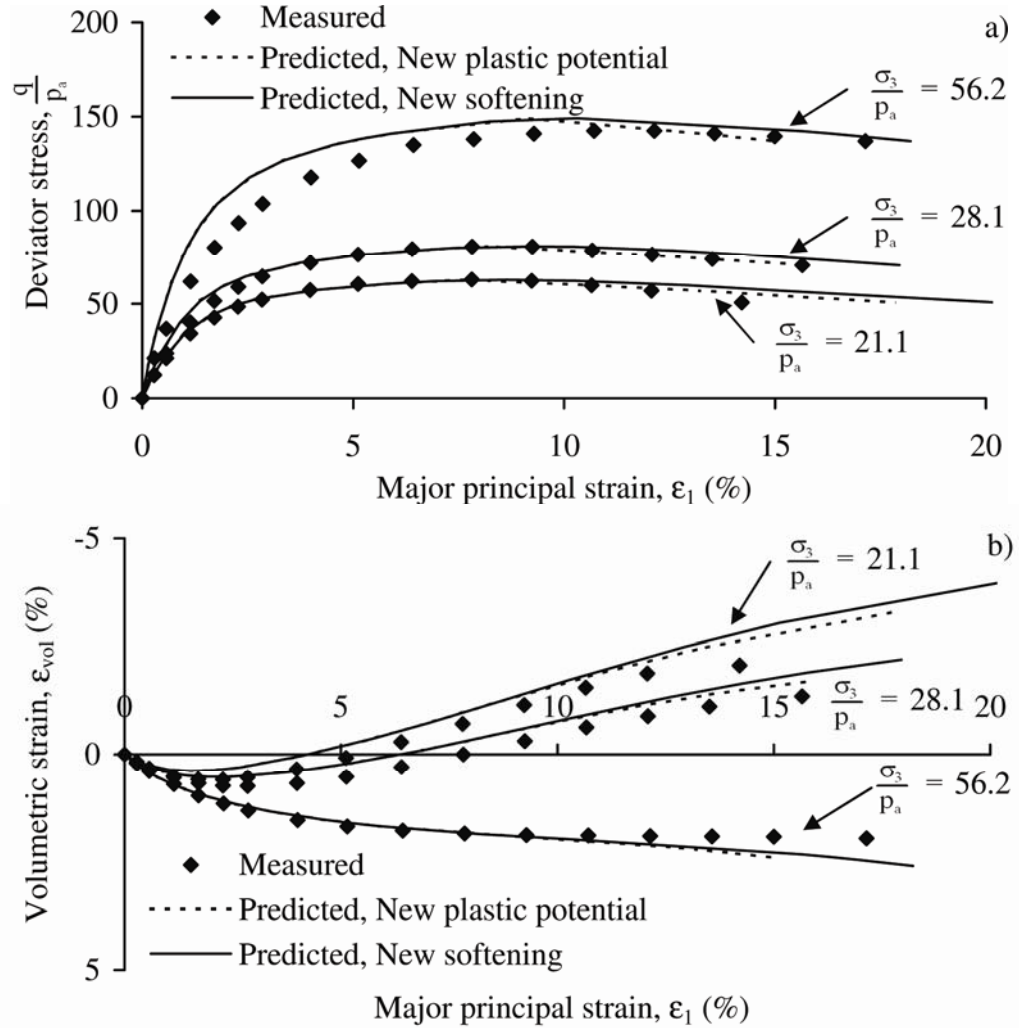 200
Measured
a)
Predicted, New plastic potential
Predicted, New softening
σ₃/pₐ = 56.2
150
Deviator stress, q/pₐ
100
σ₃/pₐ = 28.1
50
σ₃/pₐ = 21.1
0
0 5 10 15 20
Major principal strain, ε₁ (%)
-5
b)
σ₃/pₐ = 21.1
Volumetric strain, εvol (%)
0 5 10 15 20
σ₃/pₐ = 28.1
0
σ₃/pₐ = 56.2
Measured
Predicted, New plastic potential
Predicted, New softening
5
Major principal strain, ε₁ (%)